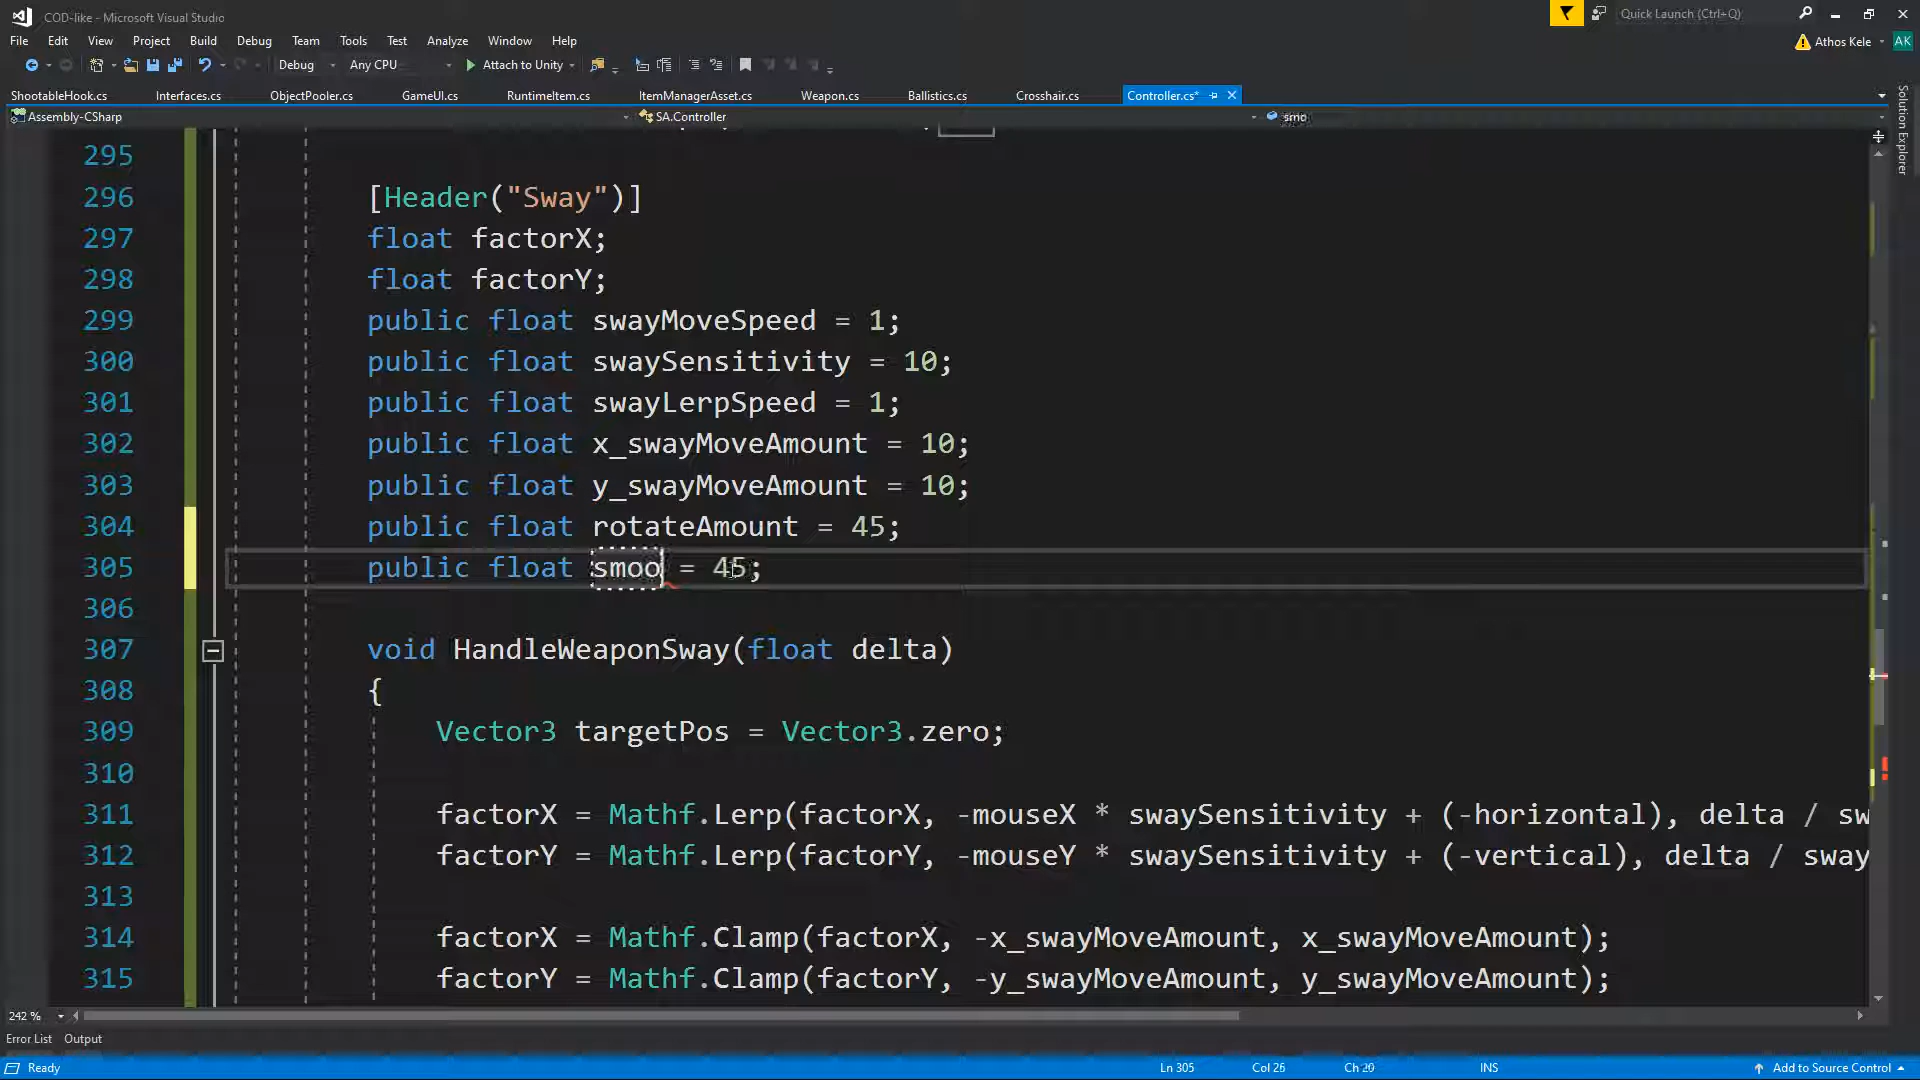 COD-like - Microsoft Visual Studio
Quick Launch (Ctrl+Q)
File Edit View Project Build Debug Team Tools Test Analyze Window Help
Athos Kele AK
Debug Any CPU Attach to Unity
ShootableHook.cs Interfaces.cs ObjectPooler.cs GameUI.cs RuntimeItem.cs ItemManagerAsset.cs Weapon.cs Ballistics.cs Crosshair.cs Controller.cs*
Assembly-CSharp SA.Controller smo
Solution Explorer
295
296 [Header("Sway")]
297 float factorX;
298 float factorY;
299 public float swayMoveSpeed = 1;
300 public float swaySensitivity = 10;
301 public float swayLerpSpeed = 1;
302 public float x_swayMoveAmount = 10;
303 public float y_swayMoveAmount = 10;
304 public float rotateAmount = 45;
305 public float smoo = 45;
306
307 void HandleWeaponSway(float delta)
308 {
309 Vector3 targetPos = Vector3.zero;
310
311 factorX = Mathf.Lerp(factorX, -mouseX * swaySensitivity + (-horizontal), delta / sw
312 factorY = Mathf.Lerp(factorY, -mouseY * swaySensitivity + (-vertical), delta / sway
313
314 factorX = Mathf.Clamp(factorX, -x_swayMoveAmount, x_swayMoveAmount);
315 factorY = Mathf.Clamp(factorY, -y_swayMoveAmount, y_swayMoveAmount);
242 %
Error List Output
Ready Ln 305 Col 26 Ch 20 INS Add to Source Control